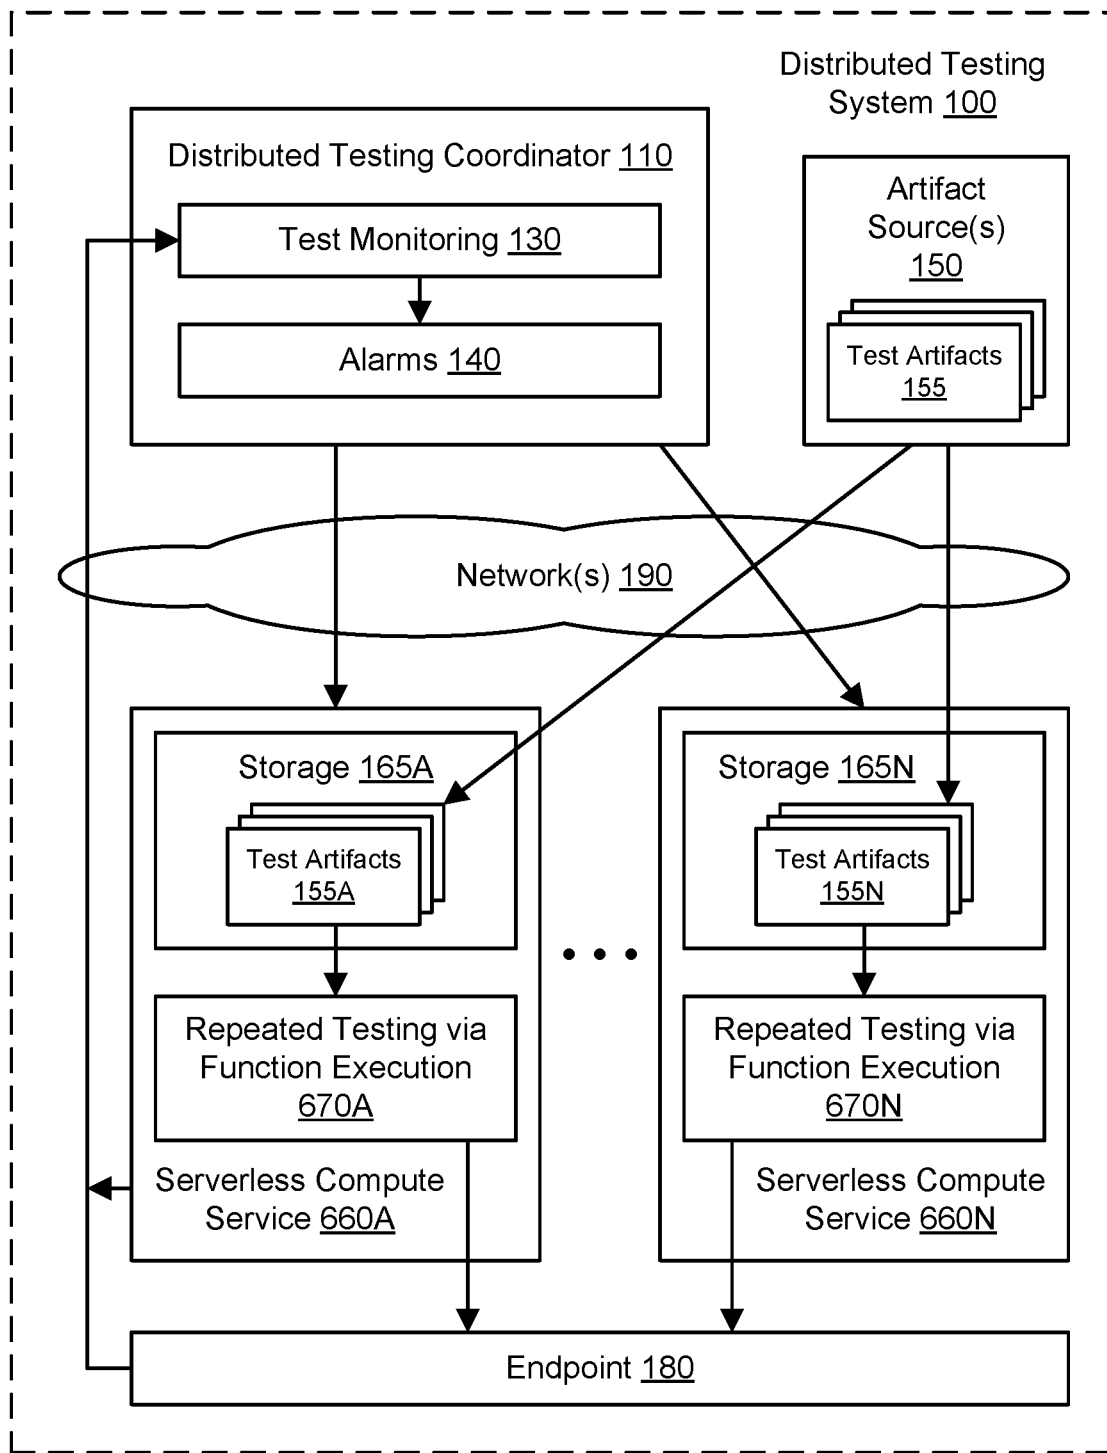 Distributed Testing
System 100
Distributed Testing Coordinator 110
Test Monitoring 130
Alarms 140
Artifact
Source(s)
150
Test Artifacts
155
Network(s) 190
Storage 165A
Test Artifacts
155A
Repeated Testing via
Function Execution
670A
Serverless Compute
Service 660A
Storage 165N
Test Artifacts
155N
Repeated Testing via
Function Execution
670N
Serverless Compute
Service 660N
Endpoint 180